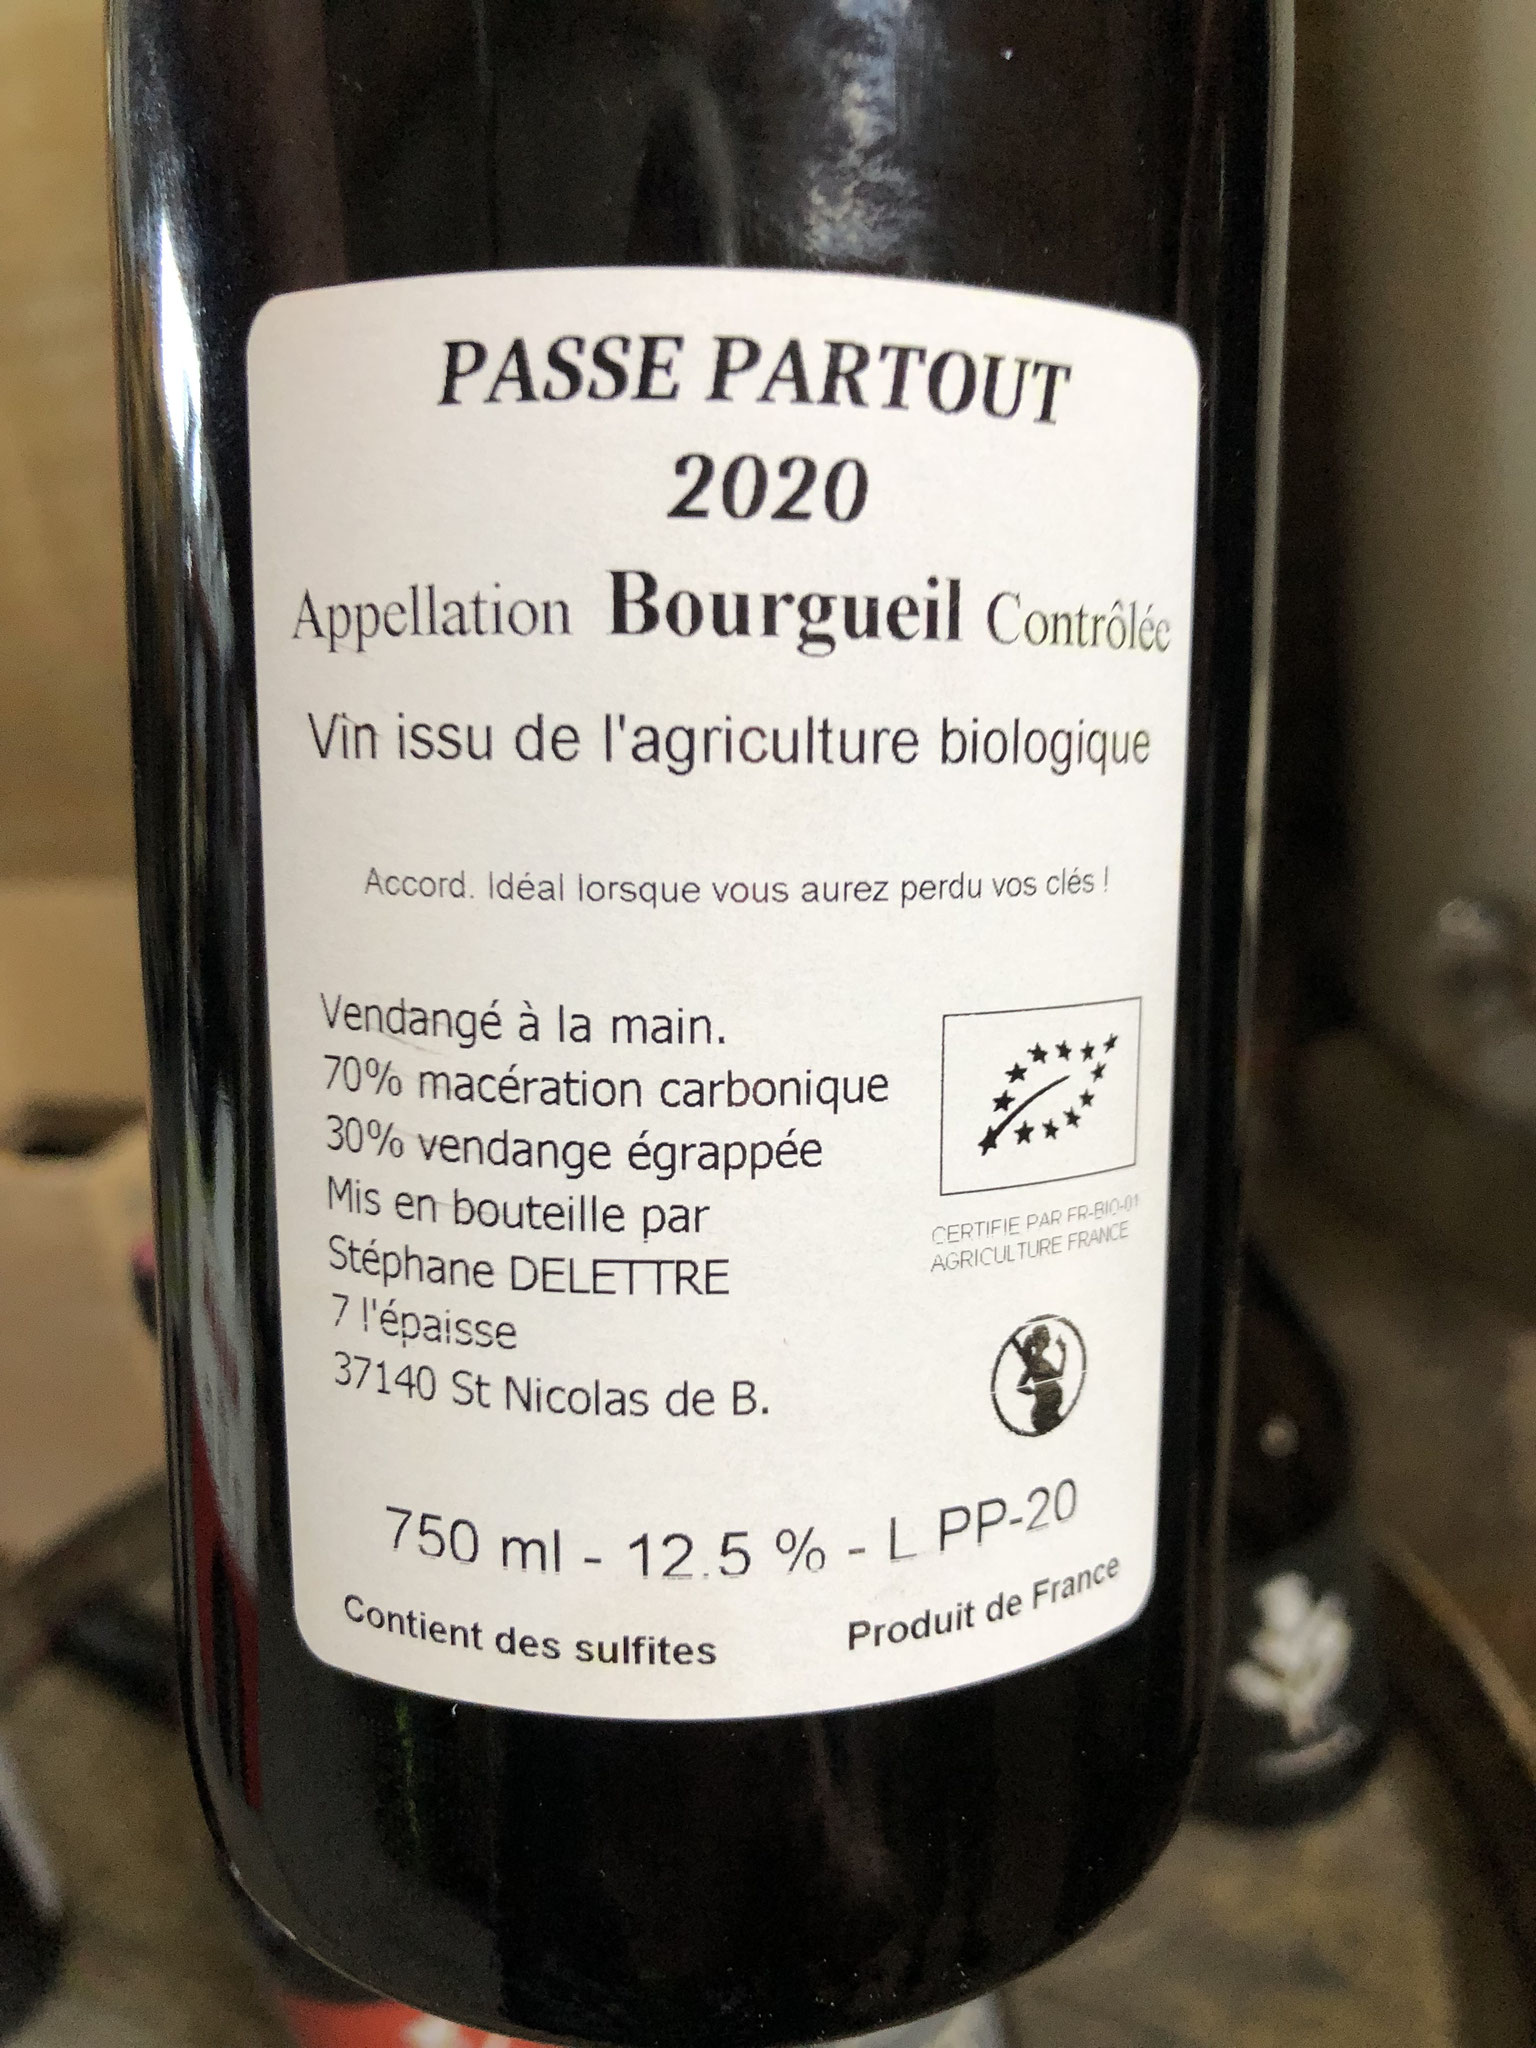 PASSE PARTOUT
2020
Appellation Bourgueil Contrôlée
Vin issu de l'agriculture biologique
Accord. Idéal lorsque vous aurez perdu vos clés !
Vendangé à la main.
70% macération carbonique
30% vendange égrappée
Mis en bouteille par
Stéphane DELETTRE
7 l'épaisse
37140 St Nicolas de B.
CERTIFIE PAR FR-BIO-01
AGRICULTURE FRANCE
750 ml - 12.5 % - L PP-20
Contient des sulfites
Produit de France